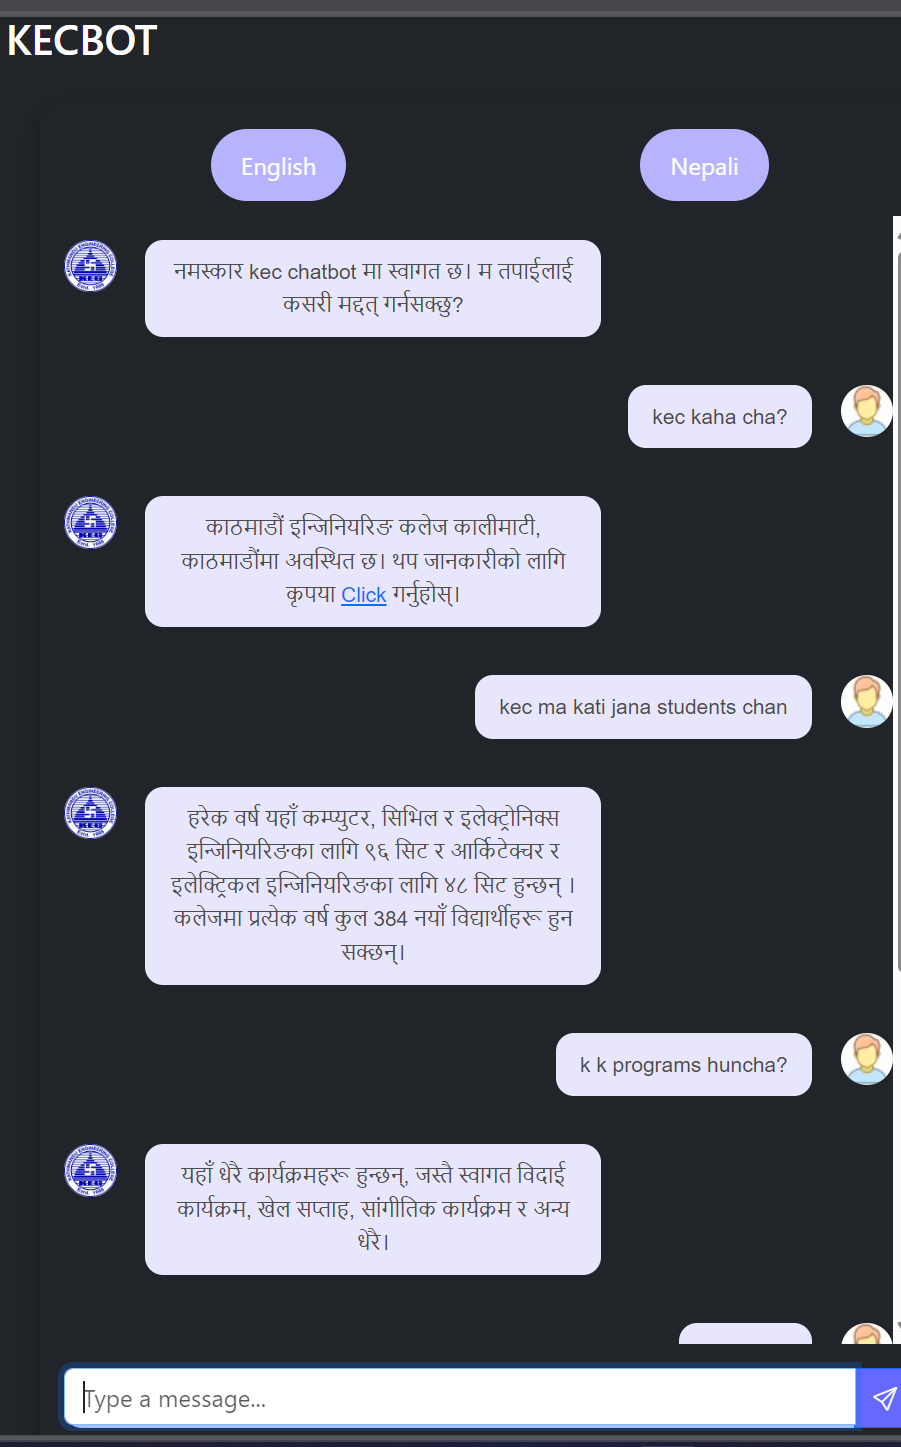 KECBOT
English
Nepali
नमस्कार kec chatbot मा स्वागत छ। म तपाईलाई
कसरी मद्दत् गर्नसक्छु?
kec kaha cha?
काठमाडौं इन्जिनियरिङ कलेज कालीमाटी,
काठमाडौंमा अवस्थित छ। थप जानकारीको लागि
कृपया Click गर्नुहोस्।
kec ma kati jana students chan
हरेक वर्ष यहाँ कम्प्युटर, सिभिल र इलेक्ट्रोनिक्स
इन्जिनियरिङका लागि ९६ सिट र आर्किटेक्चर र
इलेक्ट्रिकल इन्जिनियरिङका लागि ४८ सिट हुन्छन् ।
कलेजमा प्रत्येक वर्ष कुल 384 नयाँ विद्यार्थीहरू हुन
सक्छन्।
k k programs huncha?
यहाँ धेरै कार्यक्रमहरू हुन्छन्, जस्तै स्वागत विदाई
कार्यक्रम, खेल सप्ताह, सांगीतिक कार्यक्रम र अन्य
धेरै।
Type a message...